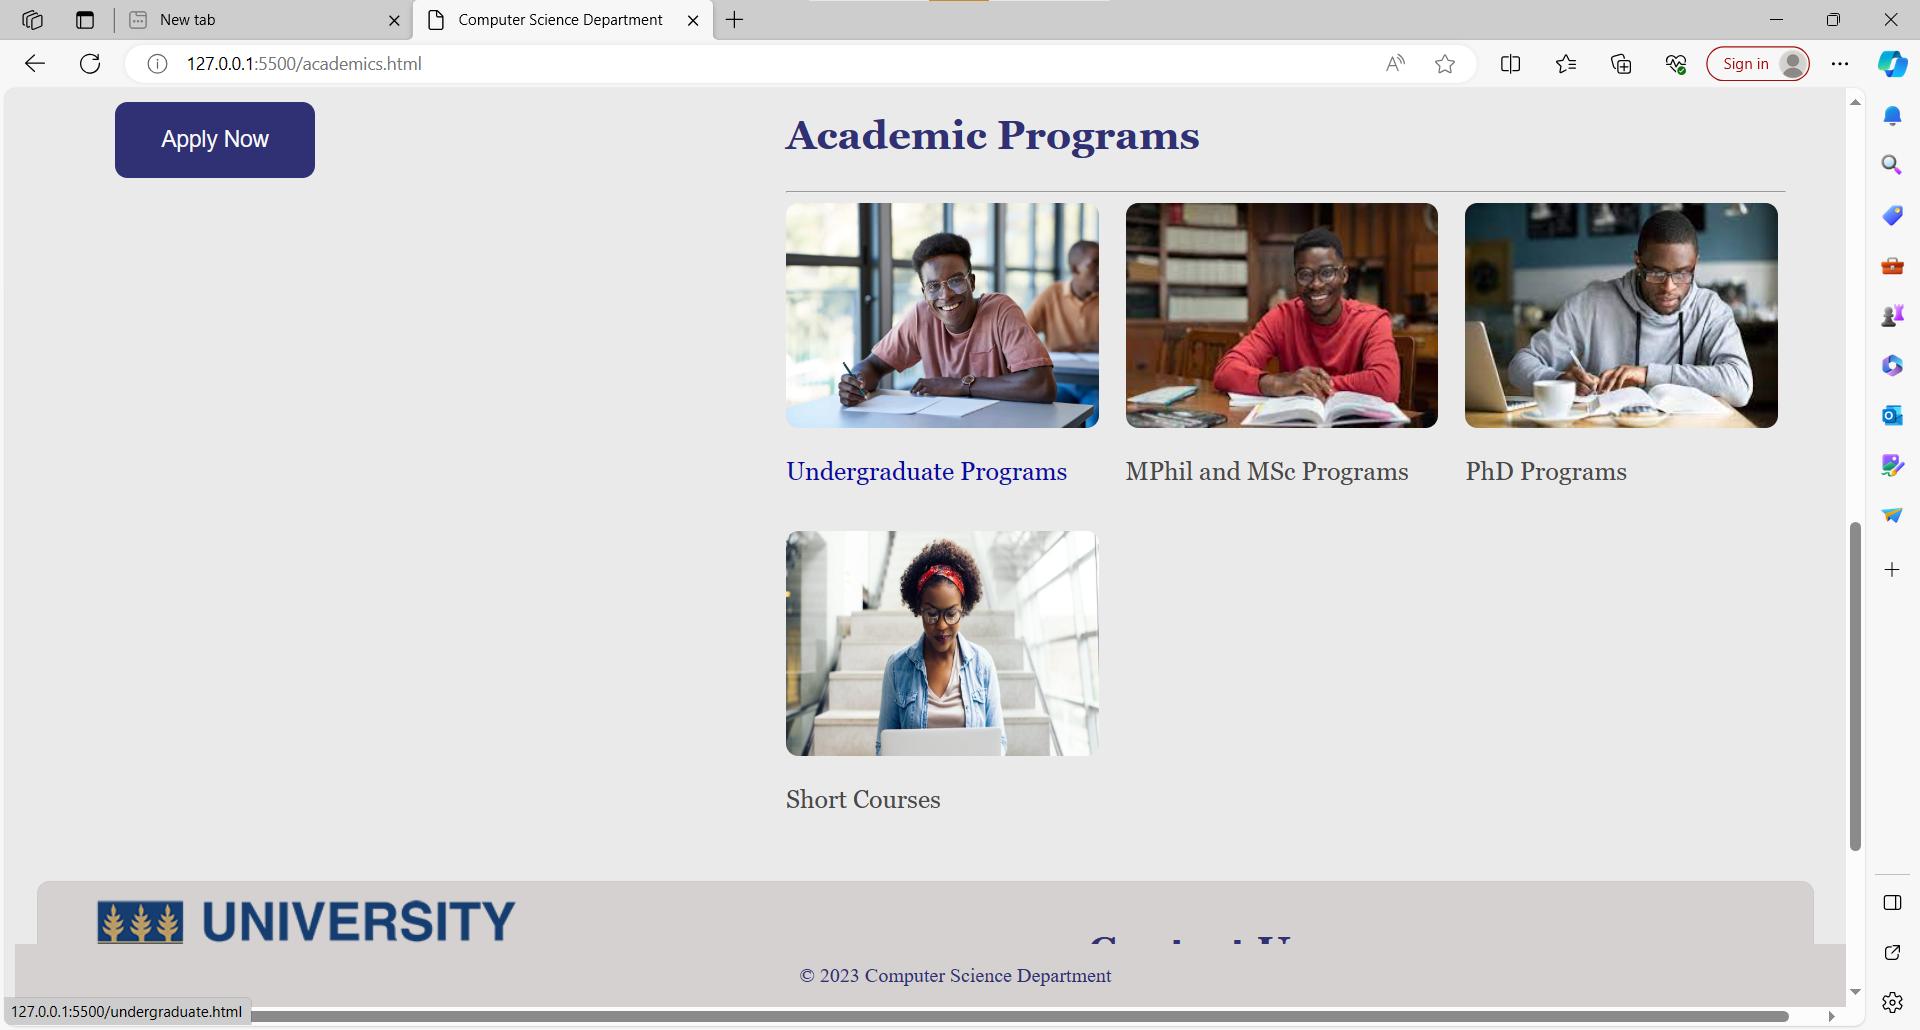 New tab
Computer Science Department
127.0.0.1:5500/academics.html
Sign in
Apply Now
Academic Programs
Undergraduate Programs
MPhil and MSc Programs
PhD Programs
Short Courses
UNIVERSITY
© 2023 Computer Science Department
127.0.0.1:5500/undergraduate.html